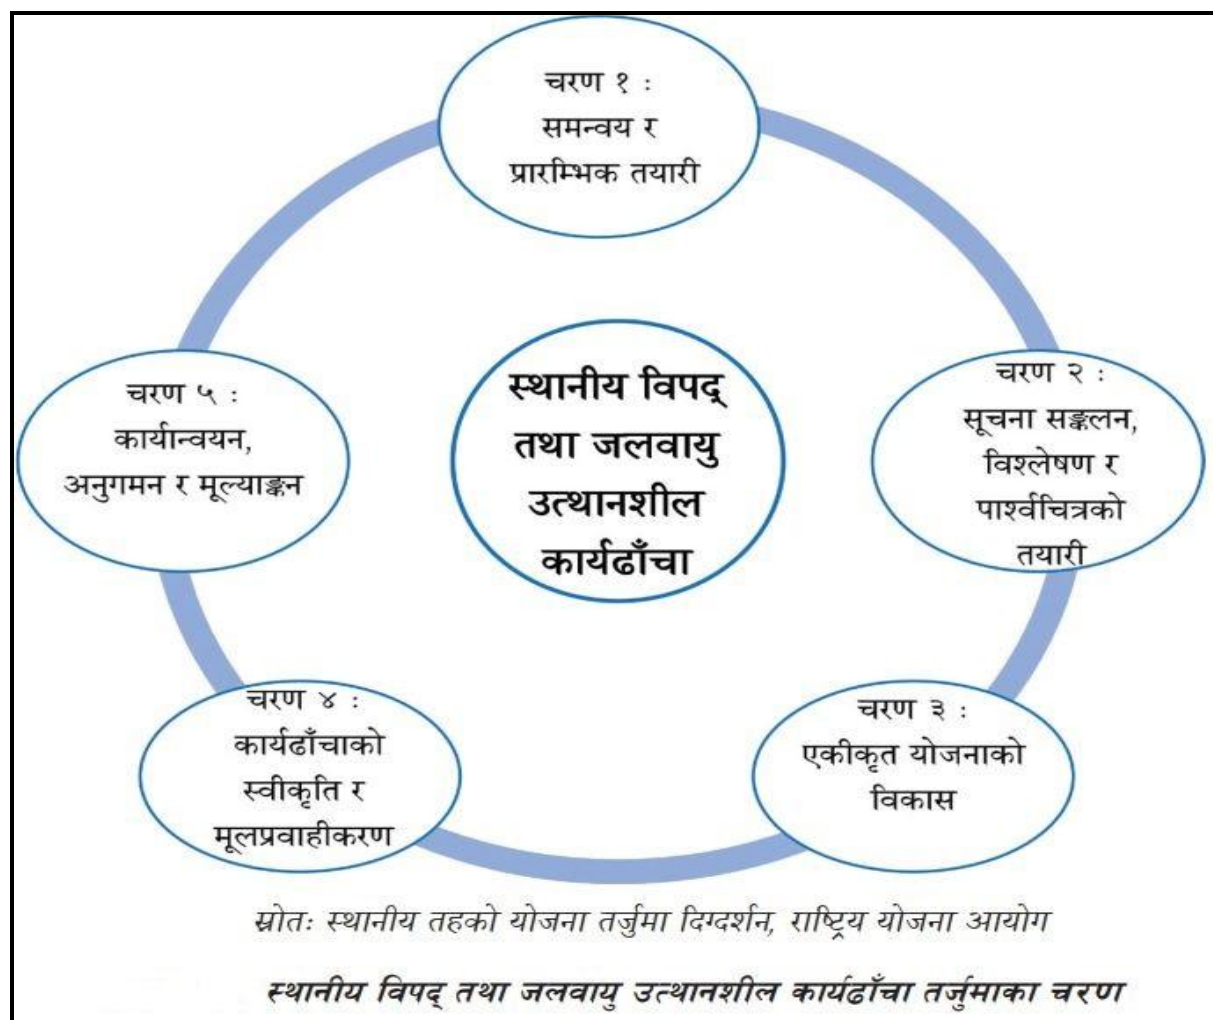 चरण १ :
समन्वय र
प्रारम्भिक तयारी
चरण २ :
सूचना सङ्कलन,
विश्लेषण र
पार्श्वचित्रको
तयारी
चरण ३ :
एकीकृत योजनाको
विकास
चरण ४ :
कार्यढाँचाको
स्वीकृति र
मूलप्रवाहीकरण
चरण ५ :
कार्यान्वयन,
अनुगमन र मूल्याङ्कन
स्थानीय विपद्
तथा जलवायु
उत्थानशील
कार्यढाँचा
स्रोतः स्थानीय तहको योजना तर्जुमा दिग्दर्शन, राष्ट्रिय योजना आयोग
स्थानीय विपद् तथा जलवायु उत्थानशील कार्यढाँचा तर्जुमाका चरण